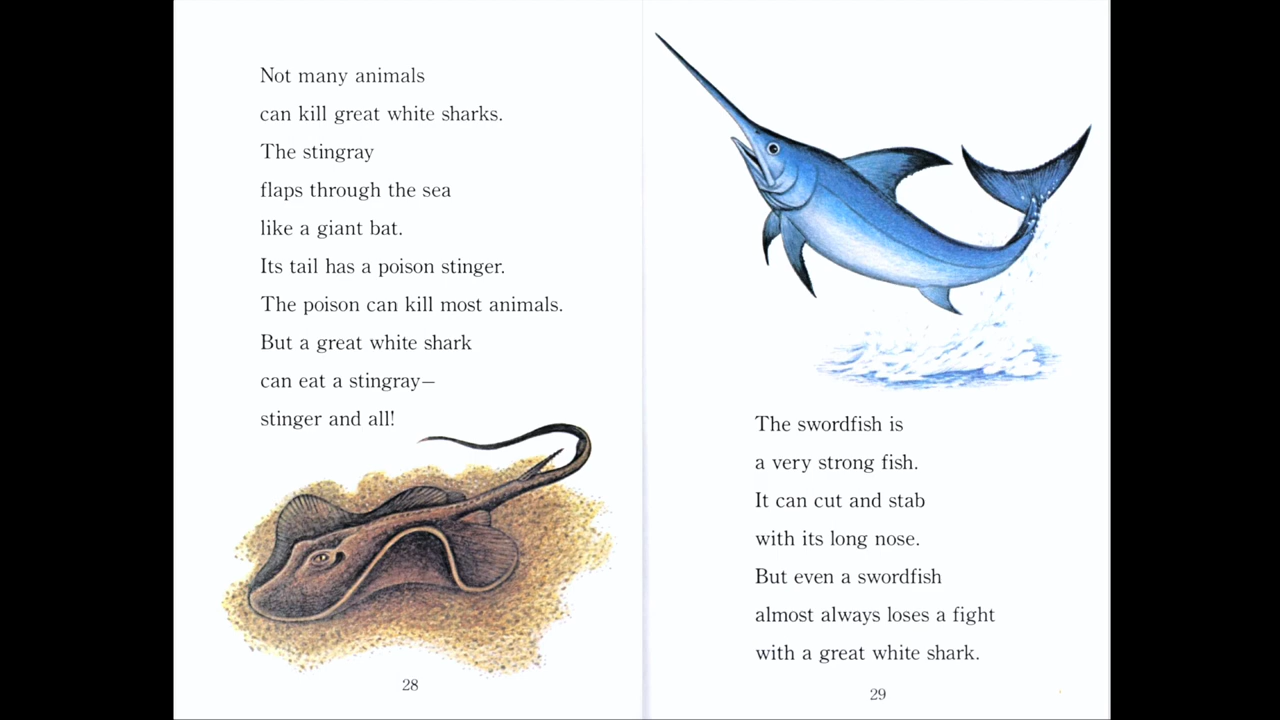 Not many animals
can kill great white sharks.
The stingray
flaps through the sea
like a giant bat.
Its tail has a poison stinger.
The poison can kill most animals.
But a great white shark
can eat a stingray—
stinger and all!
28
The swordfish is
a very strong fish.
It can cut and stab
with its long nose.
But even a swordfish
almost always loses a fight
with a great white shark.
29